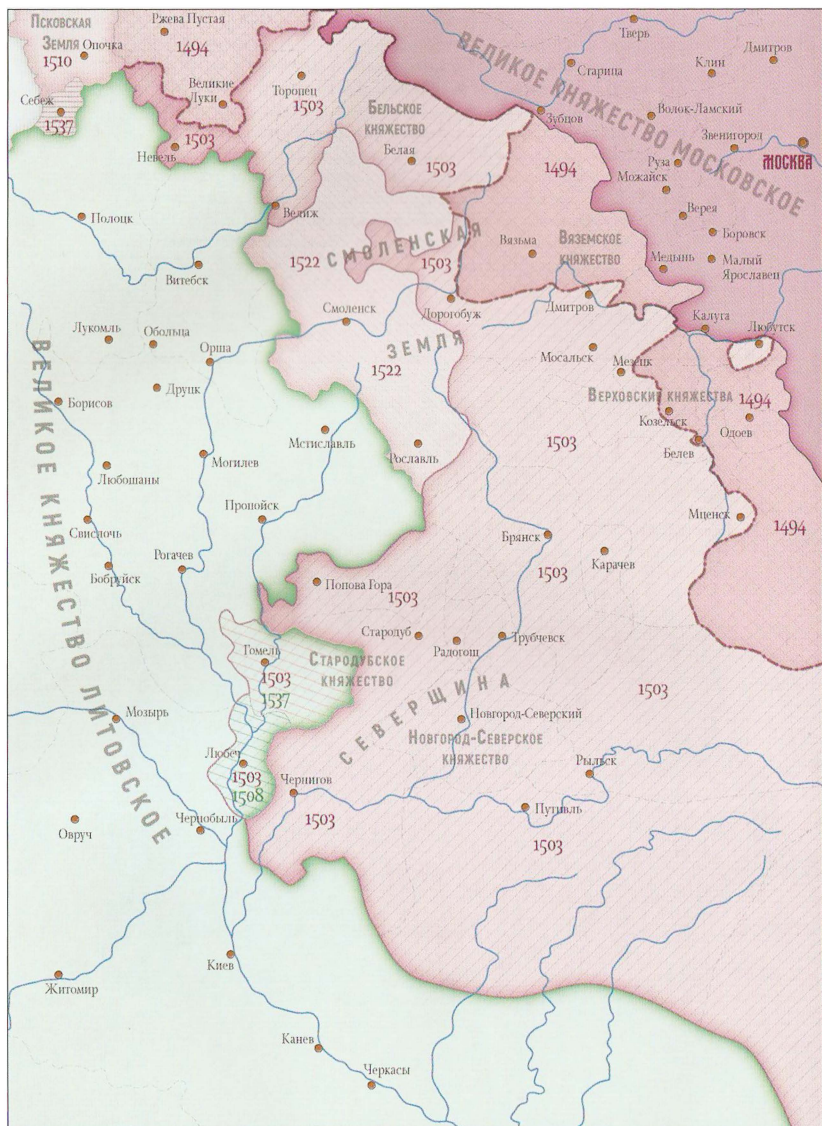 Псковская
Земля
Опочка
1510
Ржева Пустая
1494
Великие
Луки
Себеж
1537
1503
Невель
Торопец
1503
Бельское
княжество
Белая
1503
Великое княжество Московское
Тверь
Старица
Клин
Дмитров
Зубцов
Волок-Ламский
Звенигород
Москва
Руза
Можайск
Верея
Боровск
Малый
Ярославец
Медынь
1494
Вязьма
Вяземское
княжество
Полоцк
Велиж
Витебск
Смоленская
земля
1522
1503
Смоленск
Дорогобуж
Дмитров
Калуга
Любутск
Лукомль
Обольца
Орша
Друцк
Борисов
1522
Мосальск
Мезецк
Верховские княжества
1494
Козельск
Одоев
Белев
Великое княжество Литовское
Мстиславль
Рославль
1503
Любошаны
Могилев
Пропойск
Свислочь
Бобруйск
Рогачев
Мценск
1494
Брянск
1503
Карачев
Попова Гора
1503
Стародуб
Радогощ
Трубчевск
Гомель
1503
1537
Стародубское
княжество
Северщина
1503
Мозырь
Новгород-Северский
Новгород-Северское
княжество
Любеч
1503
1508
Чернигов
Рыльск
Путивль
1503
1503
Чернобыль
Овруч
Киев
Житомир
Канев
Черкасы